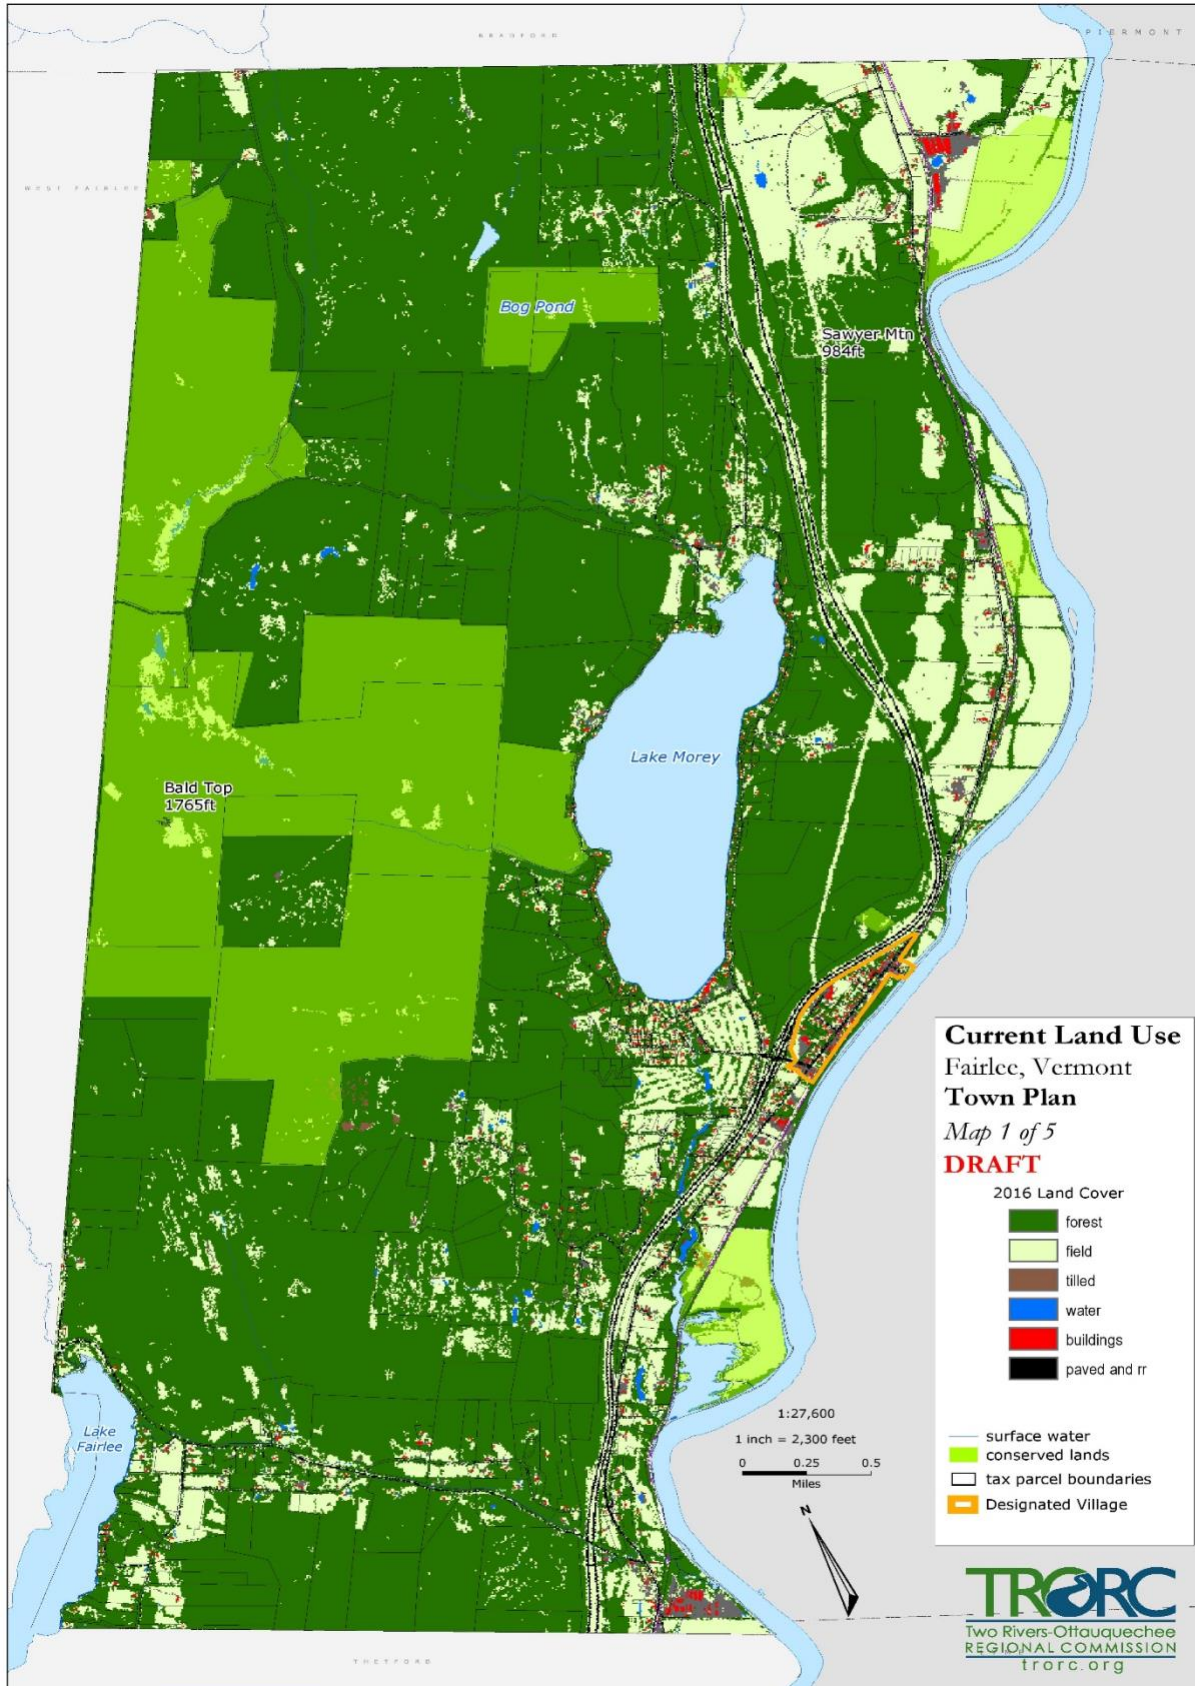 BRADFORD
PIERMONT
WEST FAIRLEE
Bog Pond
Sawyer Mtn
984ft
Lake Morey
Bald Top
1765ft
Lake
Fairlee
THETFORD
Current Land Use
Fairlee, Vermont
Town Plan
Map 1 of 5
DRAFT
2016 Land Cover
forest
field
tilled
water
buildings
paved and rr
surface water
conserved lands
tax parcel boundaries
Designated Village
1:27,600
1 inch = 2,300 feet
0 0.25 0.5
Miles
N
TRORC
Two Rivers-Ottauquechee
REGIONAL COMMISSION
trorc.org